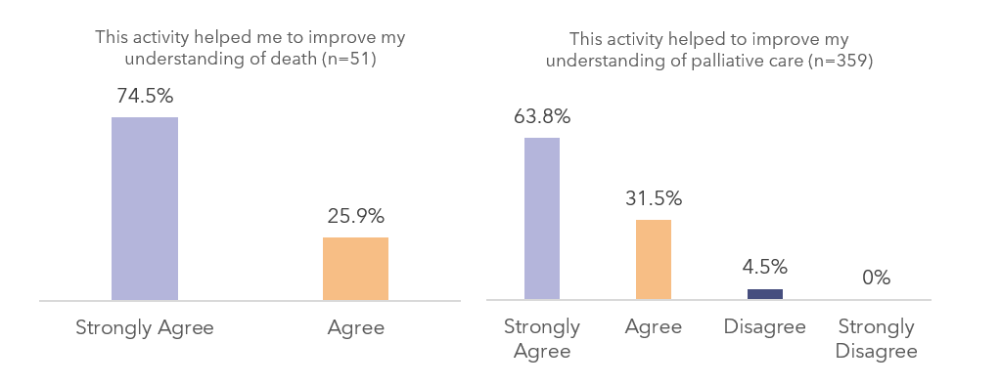 This activity helped me to improve my
understanding of death (n=51)
74.5%
25.9%
Strongly Agree
Agree
This activity helped to improve my
understanding of palliative care (n=359)
63.8%
31.5%
4.5%
0%
Strongly
Agree
Agree
Disagree
Strongly
Disagree